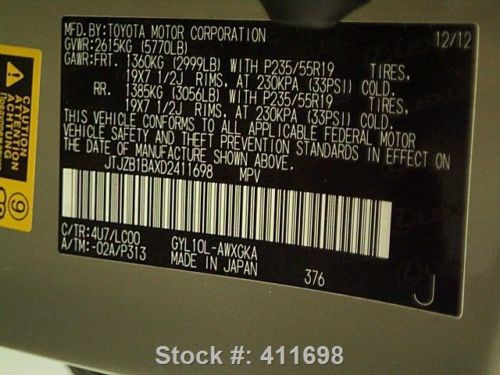 MFD.BY:TOYOTA MOTOR CORPORATION 12/12
GVWR:2615KG (5770LB)
GAWR:FRT. 1360KG (2999LB) WITH P235/55R19 TIRES,
19X7 1/2J RIMS, AT 230KPA (33PSI) COLD.
RR. 1385KG (3056LB) WITH P235/55R19 TIRES,
19X7 1/2J RIMS, AT 230KPA (33PSI) COLD.
THIS VEHICLE CONFORMS TO ALL APPLICABLE FEDERAL MOTOR
VEHICLE SAFETY AND THEFT PREVENTION STANDARDS IN EFFECT ON
THE DATE OF MANUFACTURE SHOWN ABOVE.
JTJZB1BAXD2411698 MPV
C/TR:4U7/LC00 GYL10L-AWXGKA
A/TM:-02A/P313 MADE IN JAPAN 376 J
CAUTION
ATTENTION
ACHTUNG
9
Stock #: 411698